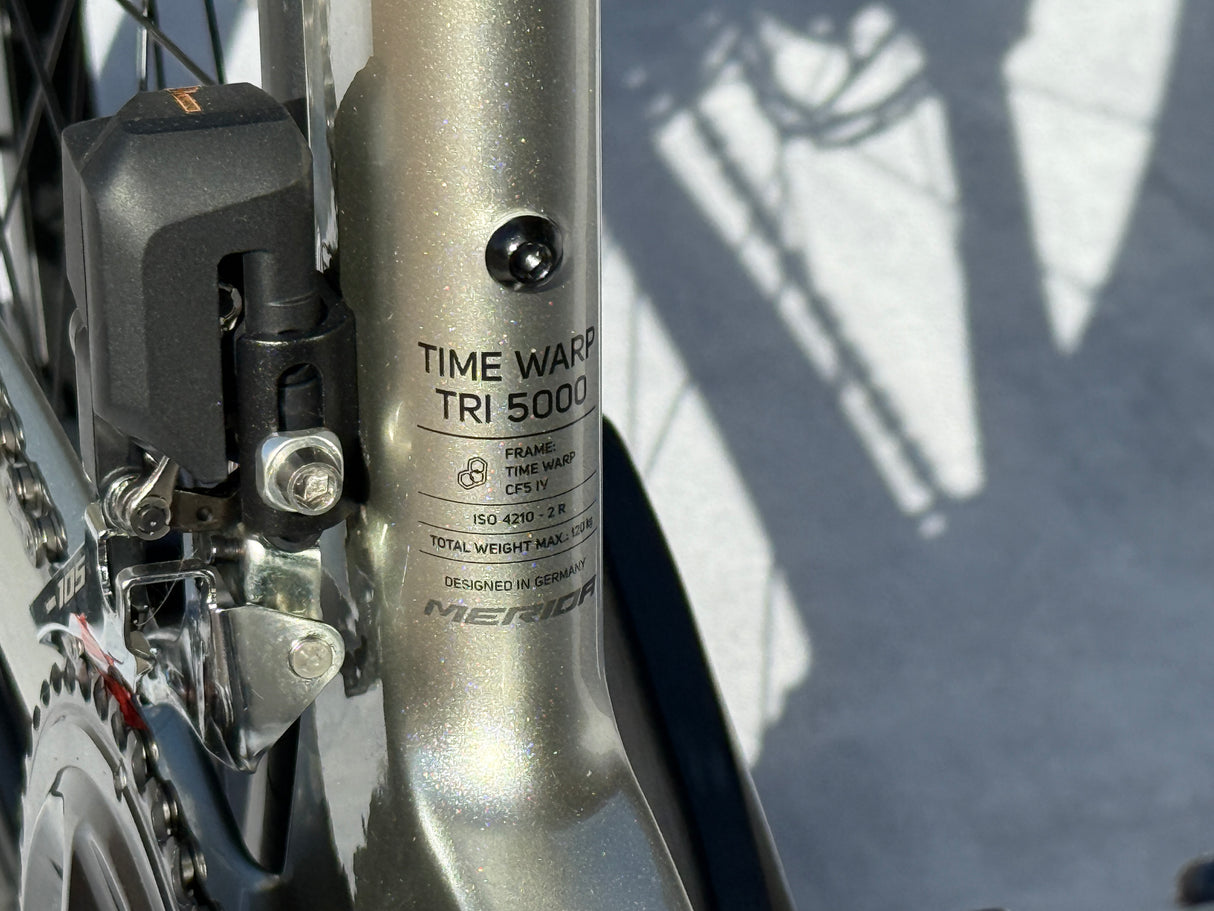 TIME WARP
TRI 5000
FRAME:
TIME WARP
CF5 IV
ISO 4210 - 2 R
TOTAL WEIGHT MAX.: 120 kg
DESIGNED IN GERMANY
MERIDA
105